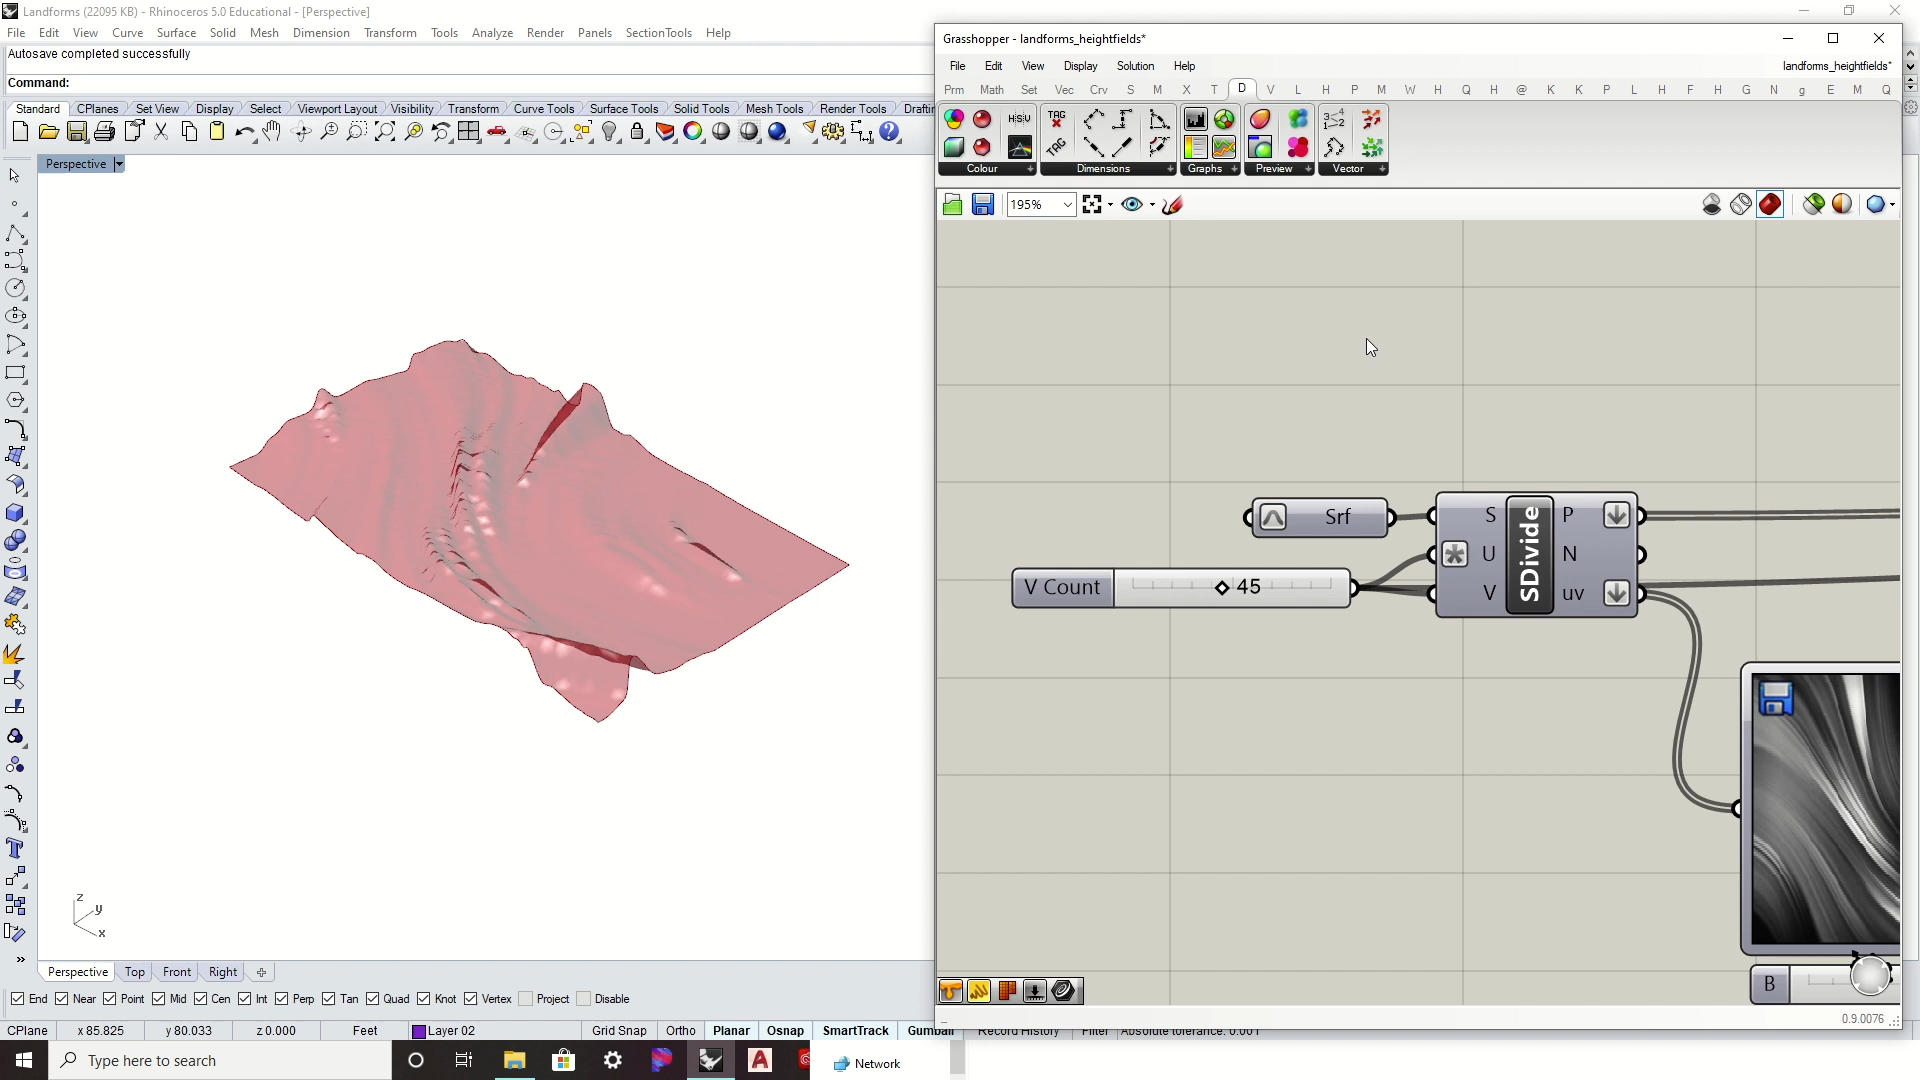 Landforms (22095 KB) - Rhinoceros 5.0 Educational - [Perspective]
File Edit View Curve Surface Solid Mesh Dimension Transform Tools Analyze Render Panels SectionTools Help
Autosave completed successfully
Command:
Standard CPlanes Set View Display Select Viewport Layout Visibility Transform Curve Tools Surface Tools Solid Tools Mesh Tools Render Tools Draftin
Perspective
z
y
x
Perspective Top Front Right
End Near Point Mid Cen Int Perp Tan Quad Knot Vertex Project Disable
CPlane x 85.825 y 80.033 z 0.000 Feet Layer 02 Grid Snap Ortho Planar Osnap SmartTrack Gumball Record History Filter Absolute tolerance: 0.001
Type here to search
Network
Grasshopper - landforms_heightfields*
File Edit View Display Solution Help
landforms_heightfields*
Prm Math Set Vec Crv S M X T D V L H P M W H Q H @ K K P L H F H G N g E M Q
HSV
TAG
TAG
Colour Dimensions Graphs Preview Vector
195%
Srf
V Count 45
S U V
SDivide
P N uv
B
0.9.0076